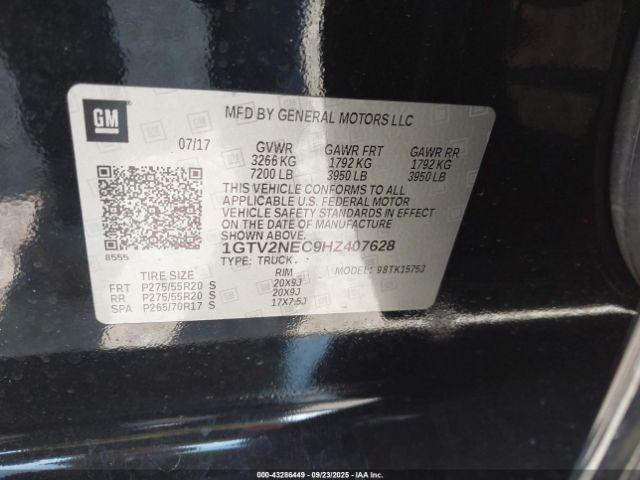 GM
MFD BY GENERAL MOTORS LLC
07/17
GVWR GAWR FRT GAWR RR
3266 KG 1792 KG 1792 KG
7200 LB 3950 LB 3950 LB
THIS VEHICLE CONFORMS TO ALL
APPLICABLE U.S. FEDERAL MOTOR
VEHICLE SAFETY STANDARDS IN
EFFECT ON THE DATE OF MANUFACTURE
SHOWN ABOVE.
8555
1GTV2NEC9HZ407628
TYPE: TRUCK MODEL: 98TK15753
TIRE SIZE RIM
FRT P275/55R20 S 20X9J
RR P275/55R20 S 20X9J
SPA P265/70R17 S 17X7.5J
000-43286449 - 09/23/2025 - IAA Inc.